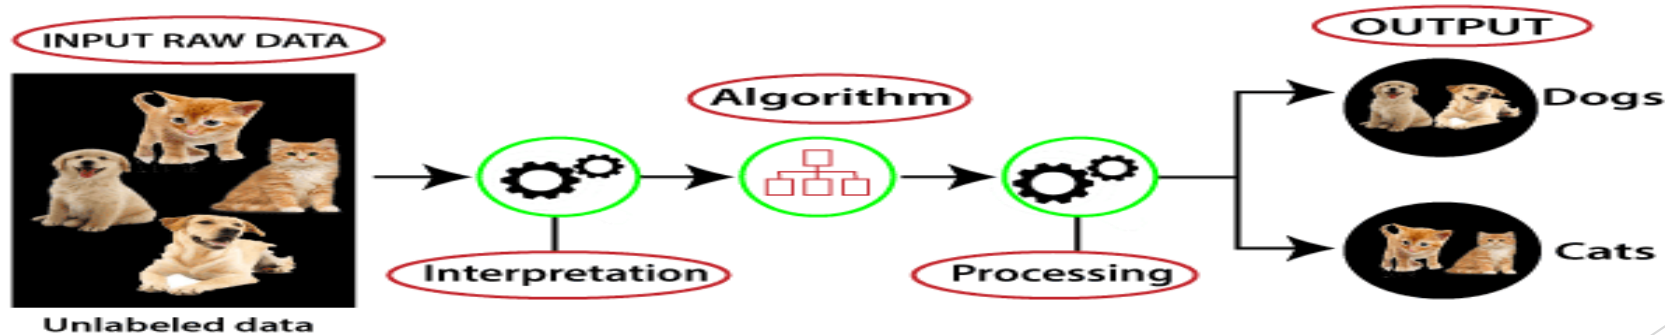 INPUT RAW DATA
Unlabeled data
Interpretation
Algorithm
Processing
OUTPUT
Dogs
Cats